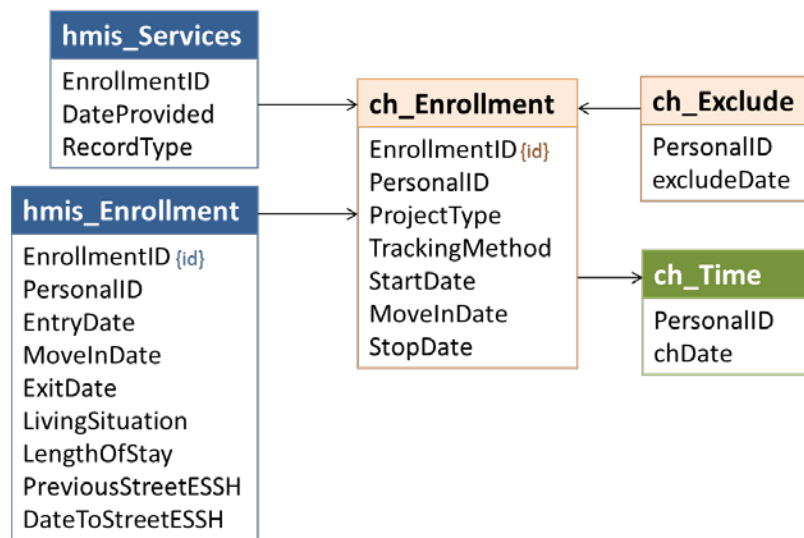 hmis_Services
EnrollmentID
DateProvided
RecordType
hmis_Enrollment
EnrollmentID {id}
PersonalID
EntryDate
MoveInDate
ExitDate
LivingSituation
LengthOfStay
PreviousStreetESSH
DateToStreetESSH
ch_Enrollment
EnrollmentID {id}
PersonalID
ProjectType
TrackingMethod
StartDate
MoveInDate
StopDate
ch_Exclude
PersonalID
excludeDate
ch_Time
PersonalID
chDate